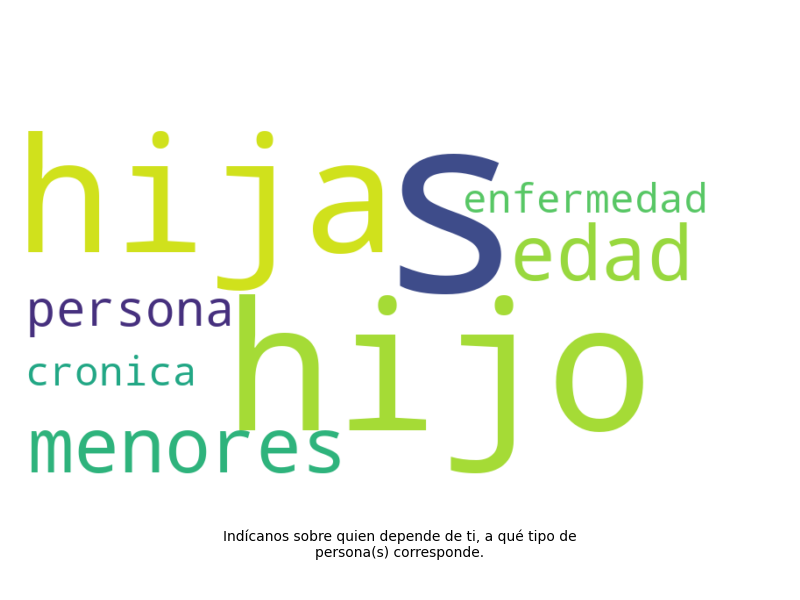 hija
s
enfermedad
edad
persona
hijo
cronica
menores
Indícanos sobre quien depende de ti, a qué tipo de
persona(s) corresponde.